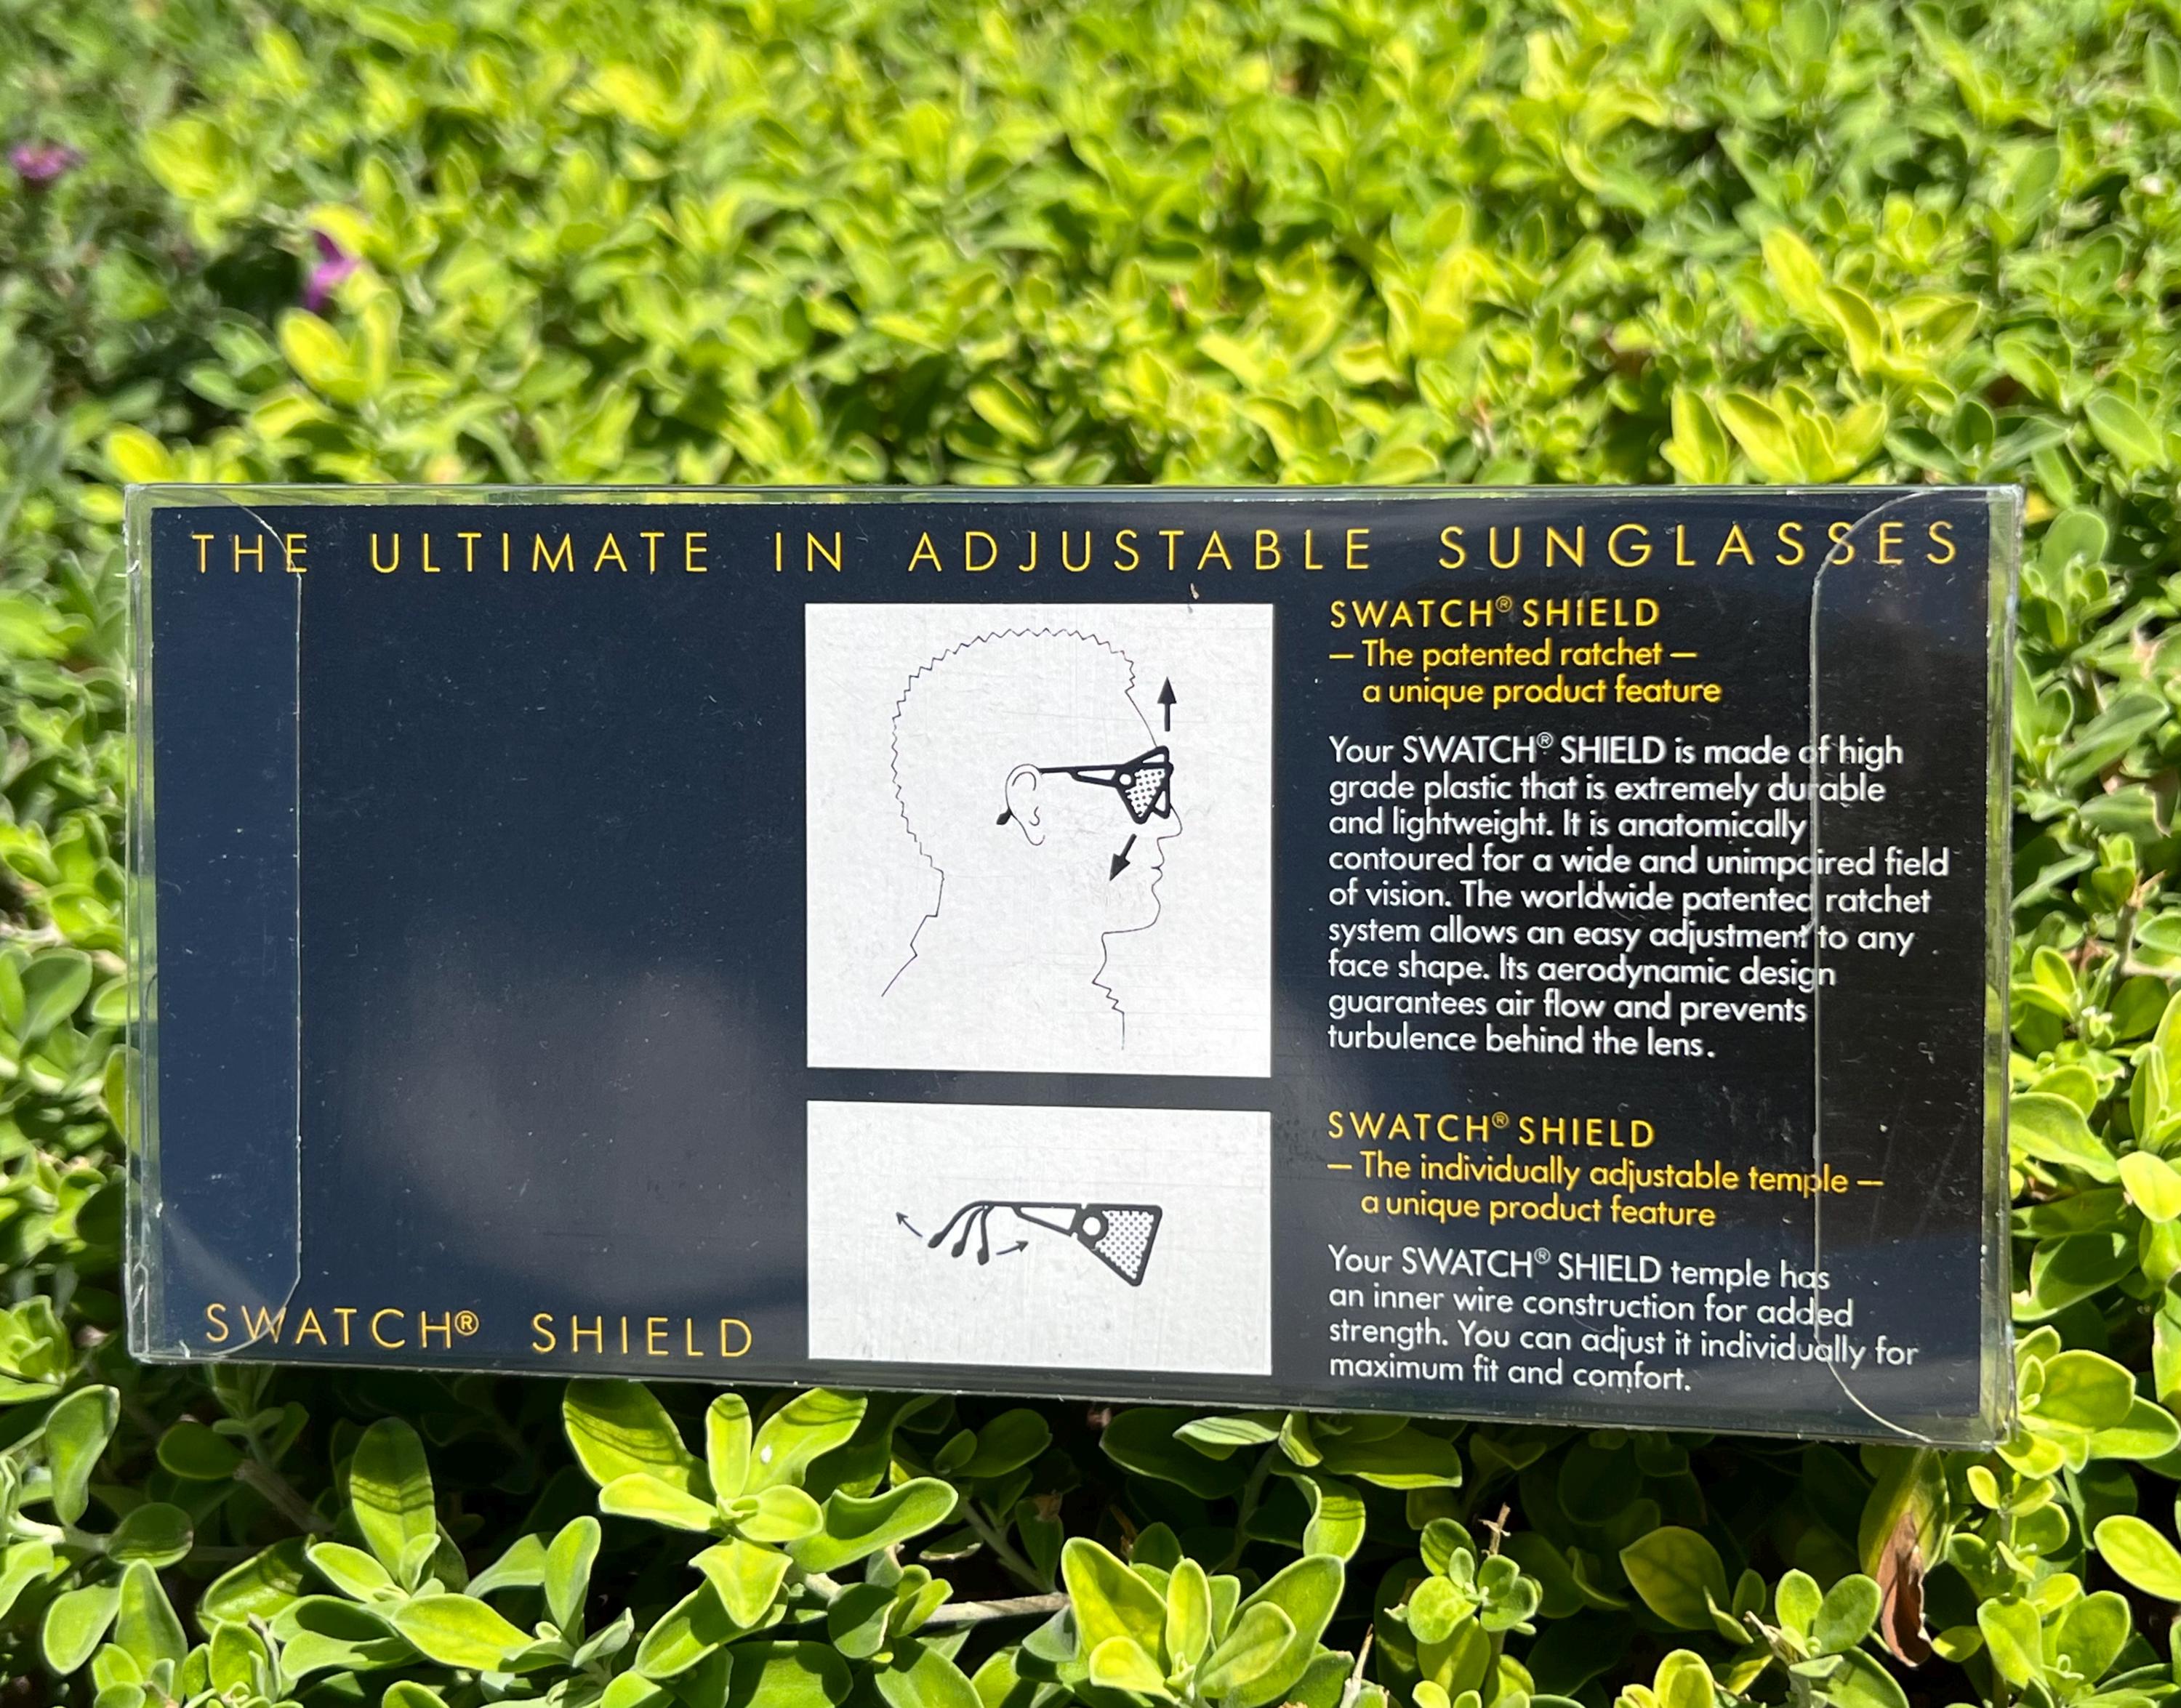 THE ULTIMATE IN ADJUSTABLE SUNGLASSES
SWATCH® SHIELD
— The patented ratchet —
a unique product feature
Your SWATCH® SHIELD is made of high
grade plastic that is extremely durable
and lightweight. It is anatomically
contoured for a wide and unimpaired field
of vision. The worldwide patented ratchet
system allows an easy adjustment to any
face shape. Its aerodynamic design
guarantees air flow and prevents
turbulence behind the lens.
SWATCH® SHIELD
— The individually adjustable temple —
a unique product feature
Your SWATCH® SHIELD temple has
an inner wire construction for added
strength. You can adjust it individually for
maximum fit and comfort.
SWATCH® SHIELD